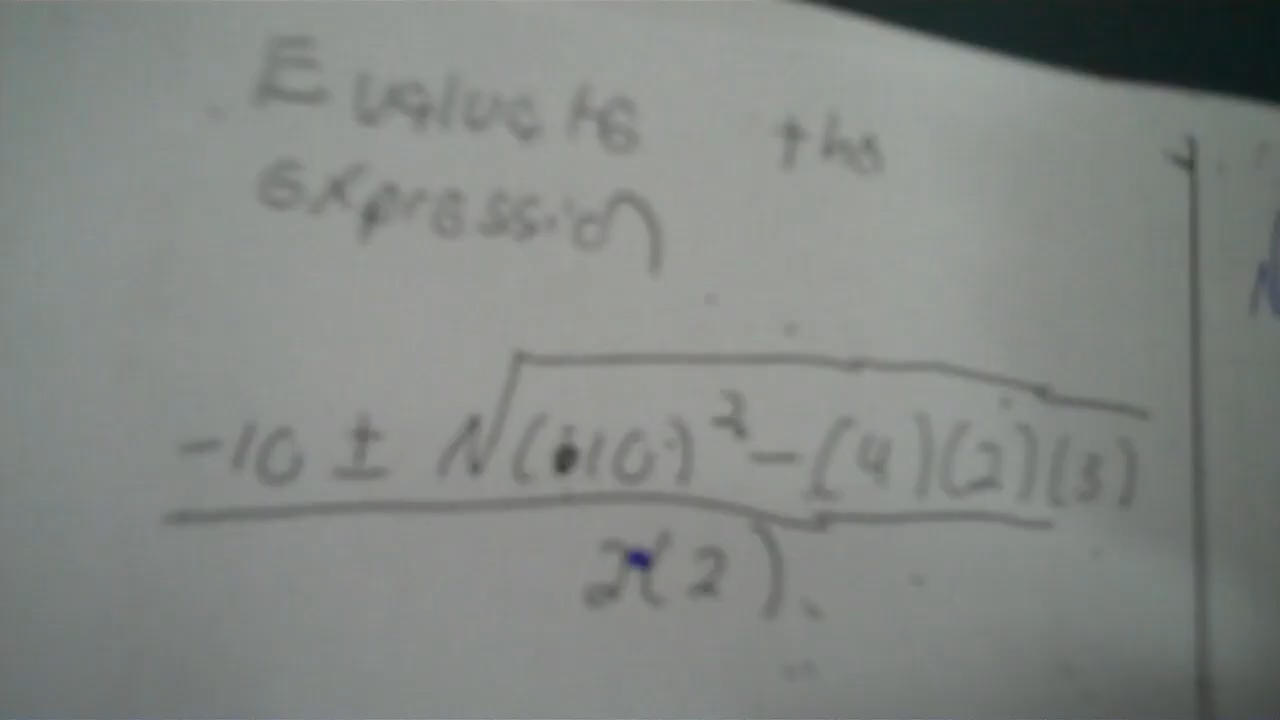 Evaluate the
expression
-10 ± √(10)² - (4)(2)(3)
2(2)